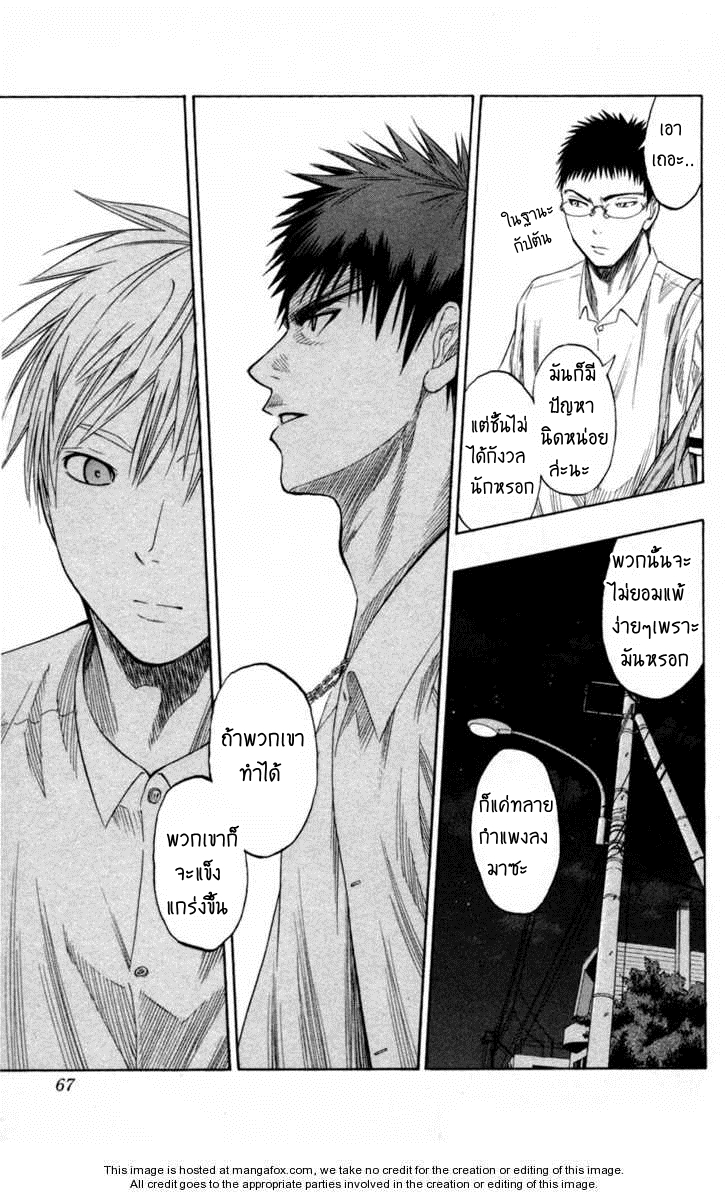 เอา
เถอะ..
ในฐานะ
กัปตัน
มันก็มี
ปัญหา
นิดหน่อย
ล่ะนะ
แต่ชั้นไม่
ได้กังวล
นักหรอก
พวกนั้นจะ
ไม่ยอมแพ้
ง่ายๆเพราะ
มันหรอก
ก็แค่ทลาย
กำแพงลง
มาซะ
ถ้าพวกเขา
ทำได้
พวกเขาก็
จะแข็ง
แกร่งขึ้น
67
This image is hosted at mangafox.com, we take no credit for the creation or editing of this image.
All credit goes to the appropriate parties involved in the creation or editing of this image.